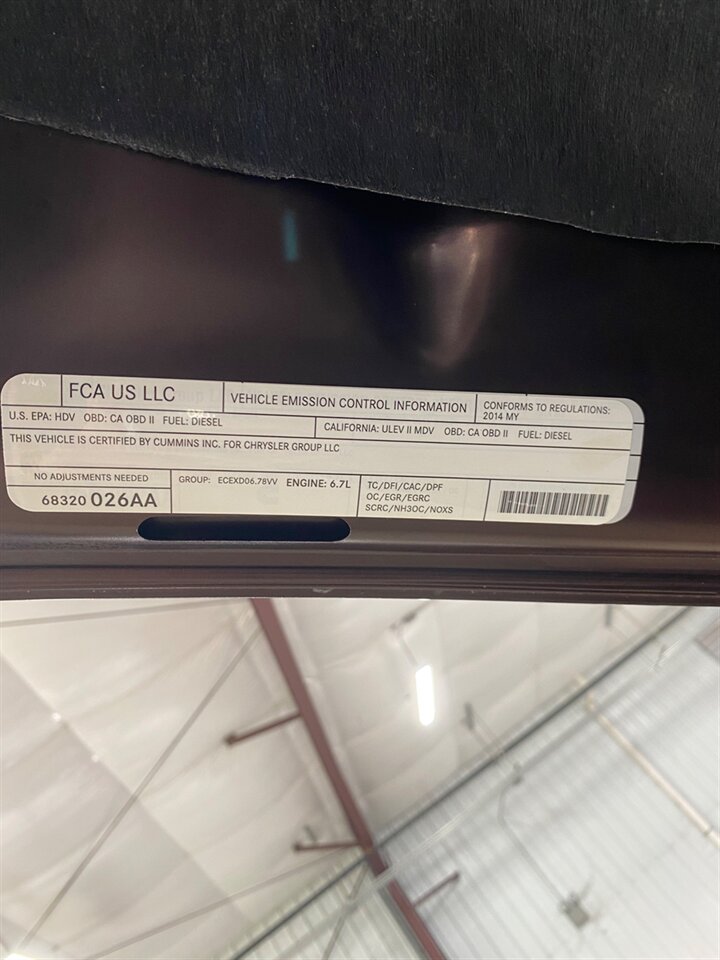 FCA US LLC
VEHICLE EMISSION CONTROL INFORMATION
CONFORMS TO REGULATIONS:
2014 MY
U.S. EPA: HDV OBD: CA OBD II FUEL: DIESEL
CALIFORNIA: ULEV II MDV OBD: CA OBD II FUEL: DIESEL
THIS VEHICLE IS CERTIFIED BY CUMMINS INC. FOR CHRYSLER GROUP LLC
NO ADJUSTMENTS NEEDED
68320 026AA
GROUP: ECEXD06.78VV ENGINE: 6.7L
TC/DFI/CAC/DPF
OC/EGR/EGRC
SCRC/NH3OC/NOXS